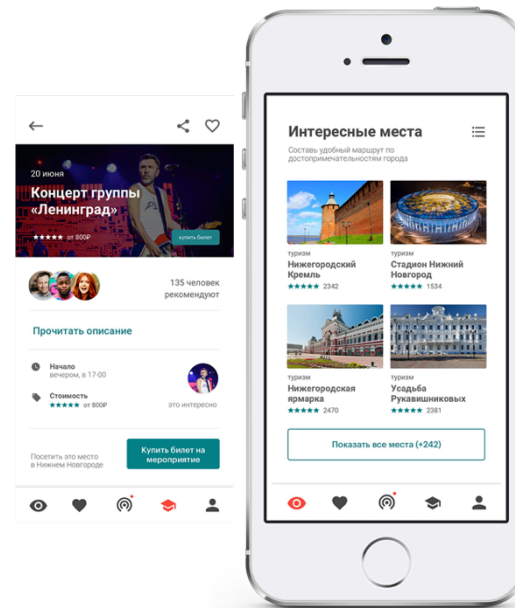 20 июня
Концерт группы
«Ленинград»
★★★★★ от 800₽
купить билет
135 человек
рекомендуют
Прочитать описание
Начало
вечером, в 17-00
Стоимость
★★★★★ от 800₽
это интересно
Посетить это место
в Нижнем Новгороде
Купить билет на
мероприятие
Интересные места
Составь удобный маршрут по
достопримечательностям города
туризм
Нижегородский
Кремль
★★★★★ 2342
туризм
Стадион Нижний
Новгород
★★★★★ 1534
туризм
Нижегородская
ярмарка
★★★★★ 2470
туризм
Усадьба
Рукавишниковых
★★★★★ 2381
Показать все места (+242)